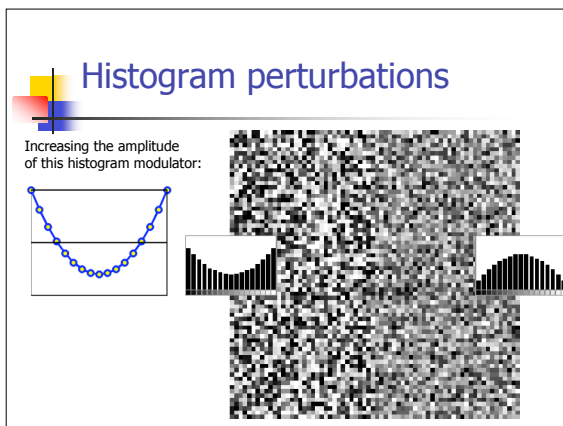 Histogram perturbations
Increasing the amplitude
of this histogram modulator: